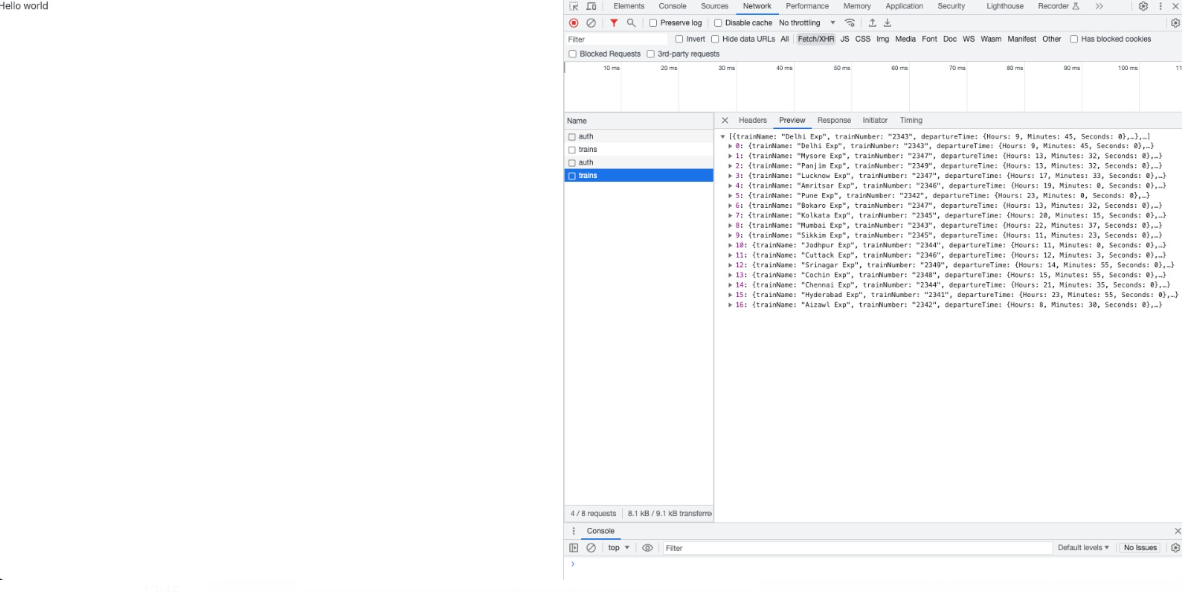 Hello world
Elements Console Sources Network Performance Memory Application Security Lighthouse Recorder
Preserve log Disable cache No throttling
Filter Invert Hide data URLs All Fetch/XHR JS CSS Img Media Font Doc WS Wasm Manifest Other Has blocked cookies
Blocked Requests 3rd-party requests
10 ms 20 ms 30 ms 40 ms 50 ms 60 ms 70 ms 80 ms 90 ms 100 ms 11
Name
auth
trains
auth
trains
4 / 8 requests 8.1 kB / 9.1 kB transferre
Headers Preview Response Initiator Timing
[{trainName: "Delhi Exp", trainNumber: "2343", departureTime: {Hours: 9, Minutes: 45, Seconds: 0},…},…]
0: {trainName: "Delhi Exp", trainNumber: "2343", departureTime: {Hours: 9, Minutes: 45, Seconds: 0},…}
1: {trainName: "Mysore Exp", trainNumber: "2347", departureTime: {Hours: 13, Minutes: 32, Seconds: 0},…}
2: {trainName: "Panjim Exp", trainNumber: "2349", departureTime: {Hours: 13, Minutes: 32, Seconds: 0},…}
3: {trainName: "Lucknow Exp", trainNumber: "2347", departureTime: {Hours: 17, Minutes: 33, Seconds: 0},…}
4: {trainName: "Amritsar Exp", trainNumber: "2346", departureTime: {Hours: 19, Minutes: 0, Seconds: 0},…}
5: {trainName: "Pune Exp", trainNumber: "2342", departureTime: {Hours: 23, Minutes: 0, Seconds: 0},…}
6: {trainName: "Bokaro Exp", trainNumber: "2347", departureTime: {Hours: 13, Minutes: 32, Seconds: 0},…}
7: {trainName: "Kolkata Exp", trainNumber: "2345", departureTime: {Hours: 20, Minutes: 15, Seconds: 0},…}
8: {trainName: "Mumbai Exp", trainNumber: "2343", departureTime: {Hours: 22, Minutes: 37, Seconds: 0},…}
9: {trainName: "Sikkim Exp", trainNumber: "2345", departureTime: {Hours: 11, Minutes: 23, Seconds: 0},…}
10: {trainName: "Jodhpur Exp", trainNumber: "2344", departureTime: {Hours: 11, Minutes: 0, Seconds: 0},…}
11: {trainName: "Cuttack Exp", trainNumber: "2346", departureTime: {Hours: 12, Minutes: 3, Seconds: 0},…}
12: {trainName: "Srinagar Exp", trainNumber: "2349", departureTime: {Hours: 14, Minutes: 55, Seconds: 0},…}
13: {trainName: "Cochin Exp", trainNumber: "2348", departureTime: {Hours: 15, Minutes: 55, Seconds: 0},…}
14: {trainName: "Chennai Exp", trainNumber: "2344", departureTime: {Hours: 21, Minutes: 35, Seconds: 0},…}
15: {trainName: "Hyderabad Exp", trainNumber: "2341", departureTime: {Hours: 23, Minutes: 55, Seconds: 0},…}
16: {trainName: "Aizawl Exp", trainNumber: "2342", departureTime: {Hours: 8, Minutes: 30, Seconds: 0},…}
Console
top Filter Default levels No Issues